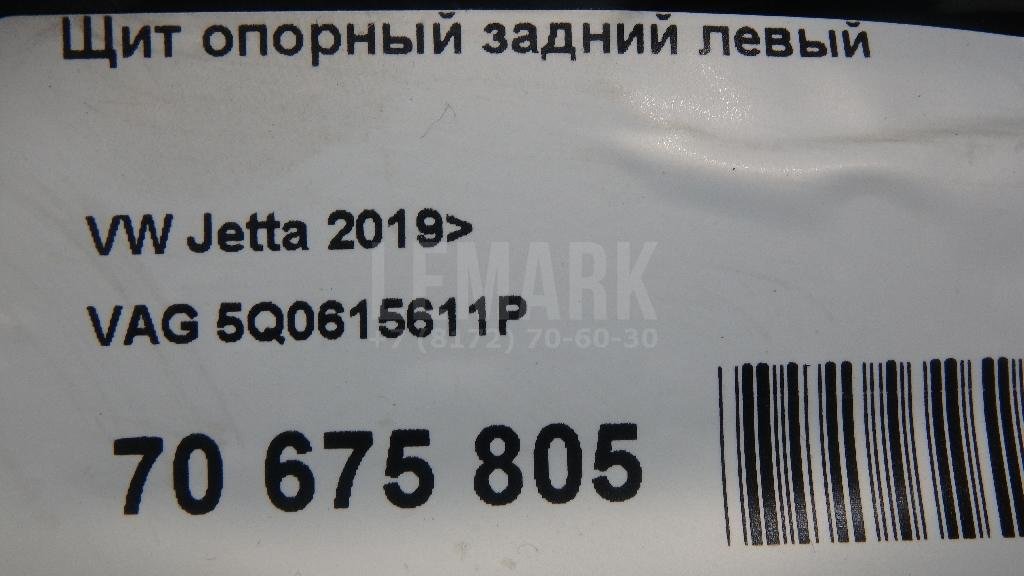 Щит опорный задний левый
VW Jetta 2019>
LEMARK
VAG 5Q0615611P
+7 (8172) 70-60-30
70 675 805